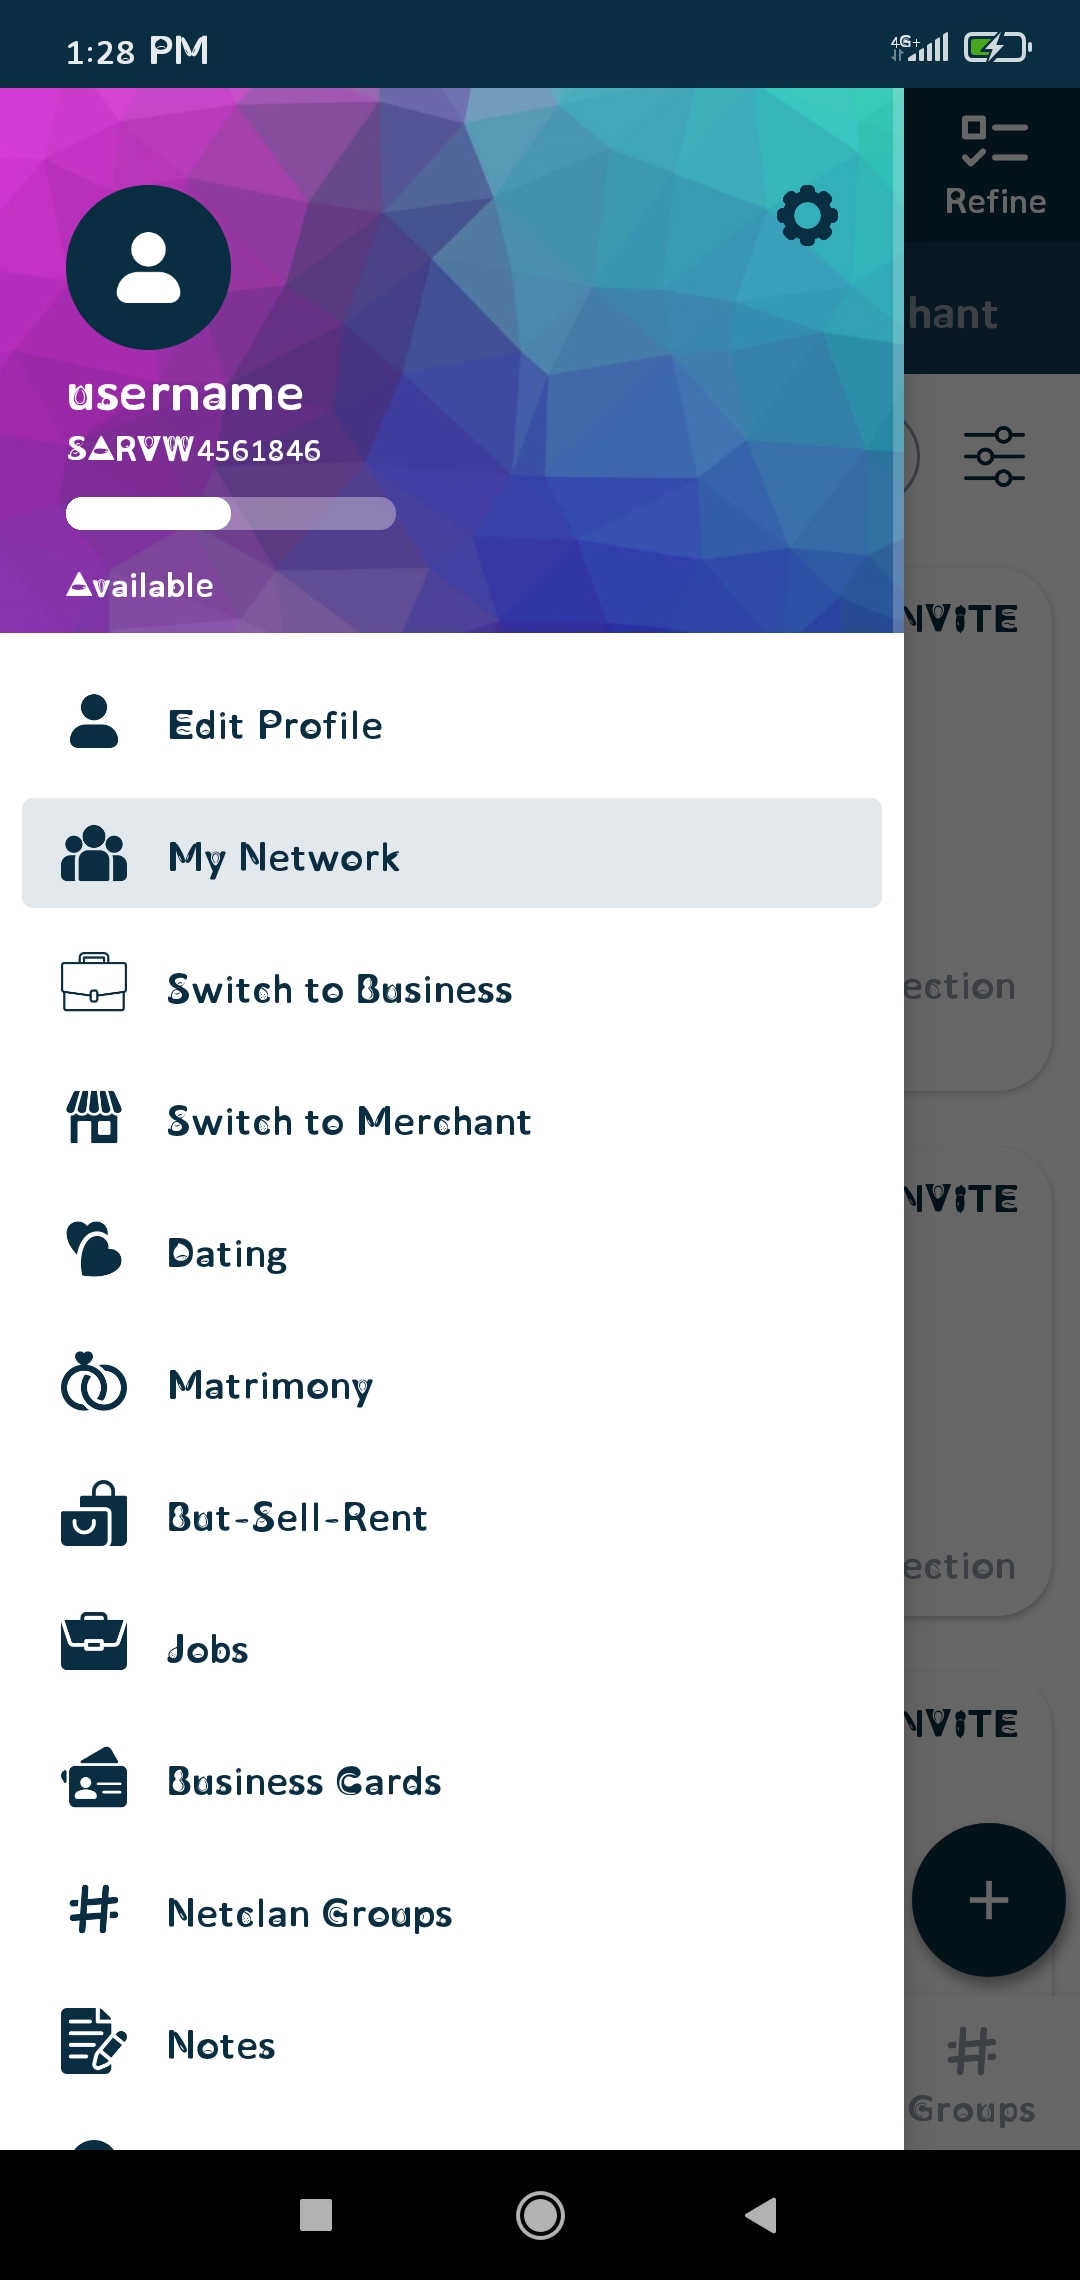 1:28 PM
4G+
Refine
hant
username
SARVW4561846
Available
NVITE
Edit Profile
My Network
Switch to Business
ection
Switch to Merchant
NVITE
Dating
Matrimony
But-Sell-Rent
ection
Jobs
NVITE
Business Cards
Netclan Groups
Notes
Groups